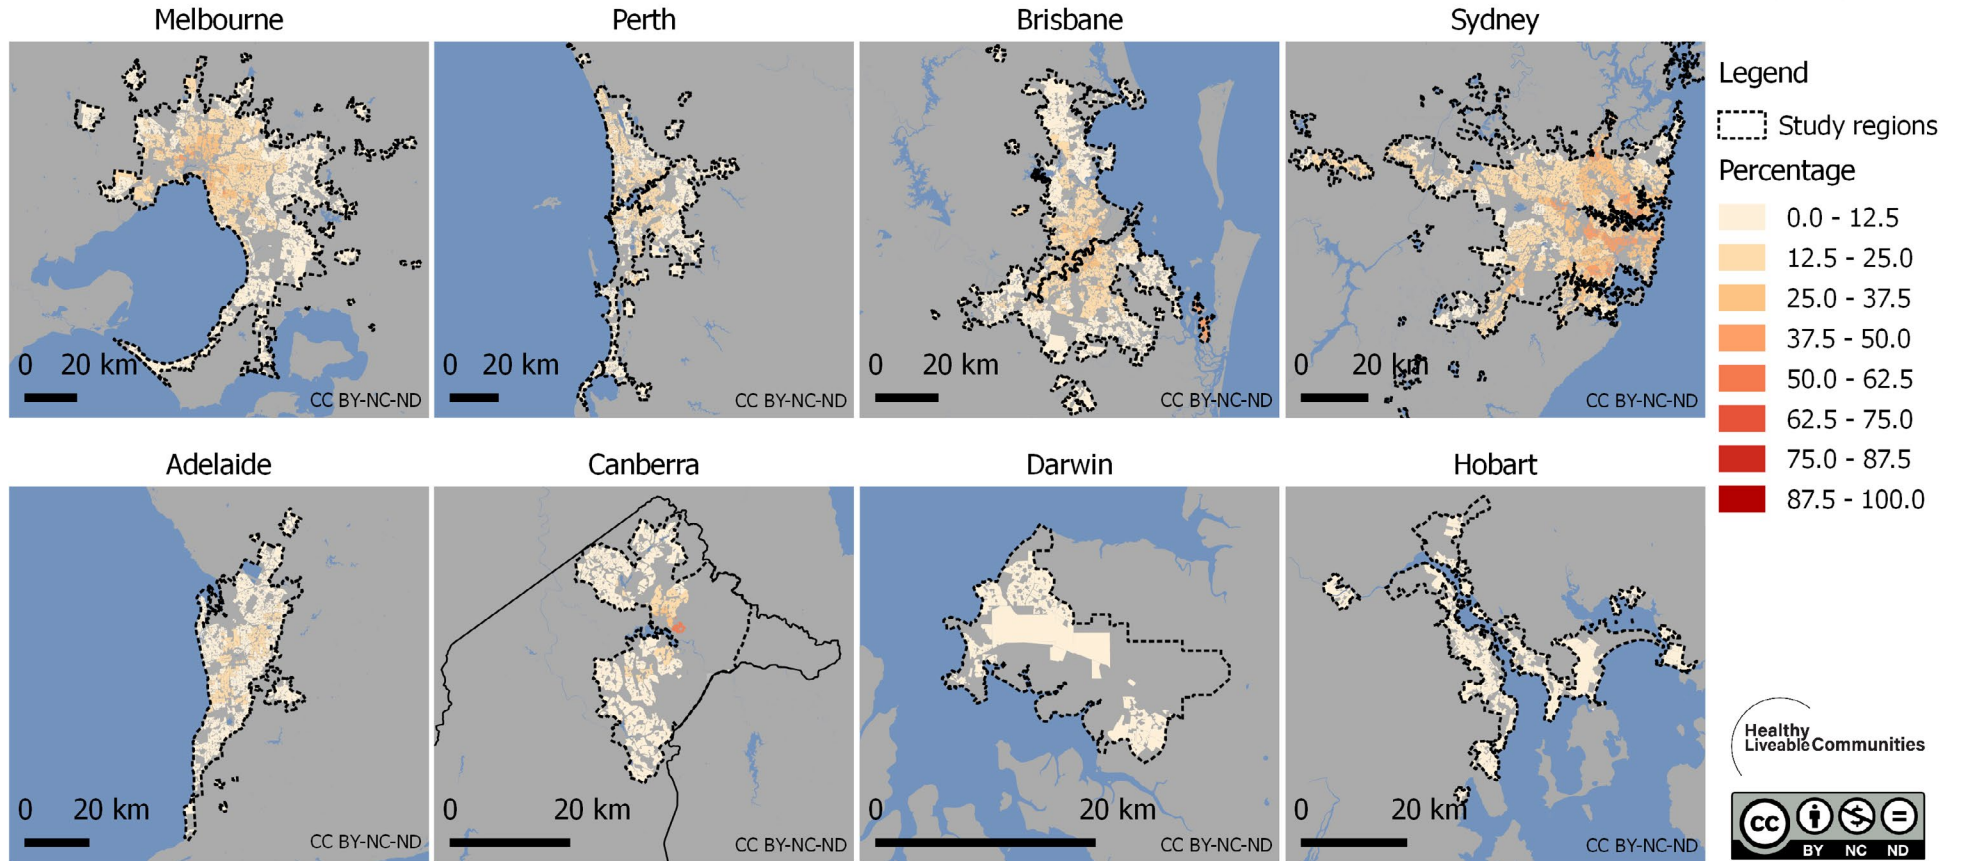 Melbourne
Perth
Brisbane
Sydney
0 20 km
CC BY-NC-ND
0 20 km
CC BY-NC-ND
0 20 km
CC BY-NC-ND
0 20 km
CC BY-NC-ND
Legend
Study regions
Percentage
0.0 - 12.5
12.5 - 25.0
25.0 - 37.5
37.5 - 50.0
50.0 - 62.5
62.5 - 75.0
75.0 - 87.5
87.5 - 100.0
Adelaide
Canberra
Darwin
Hobart
0 20 km
CC BY-NC-ND
0 20 km
CC BY-NC-ND
0 20 km
CC BY-NC-ND
0 20 km
CC BY-NC-ND
Healthy
Liveable Communities
cc
BY NC ND